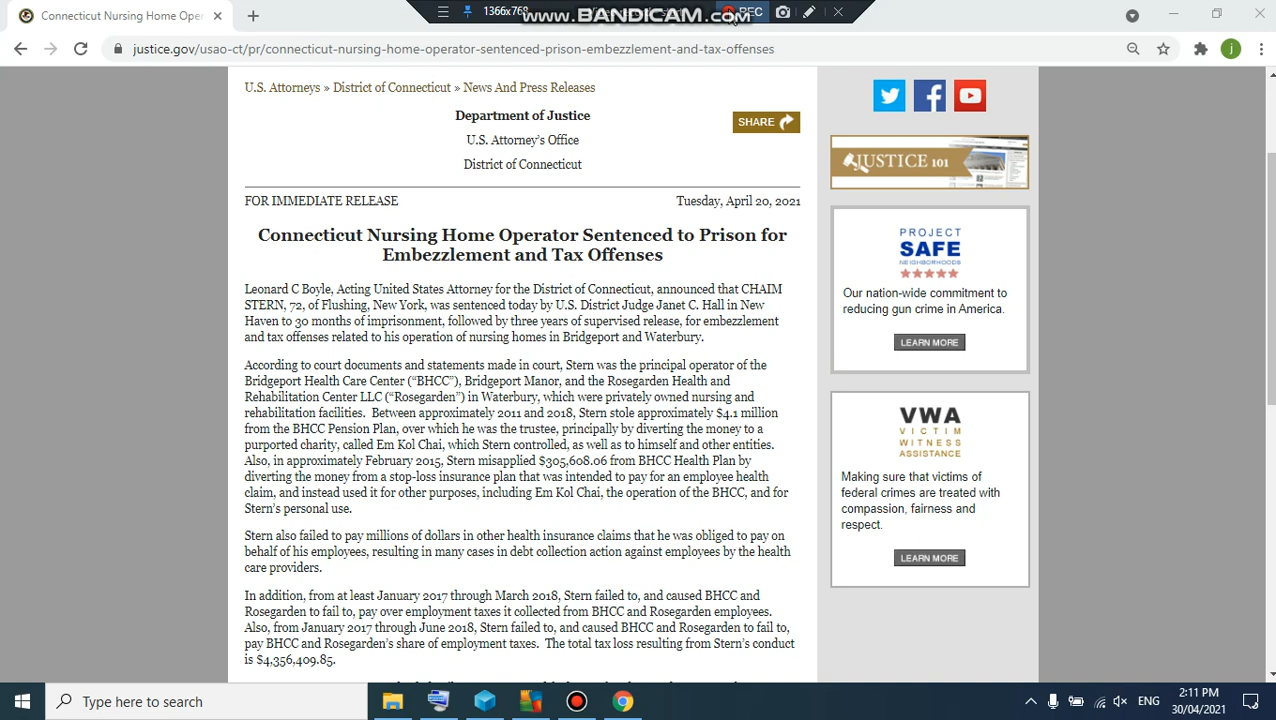 Connecticut Nursing Home Oper
1366x768
www.BANDICAM.com
REC
justice.gov/usao-ct/pr/connecticut-nursing-home-operator-sentenced-prison-embezzlement-and-tax-offenses
j
U.S. Attorneys » District of Connecticut » News And Press Releases
Department of Justice
SHARE
U.S. Attorney's Office
District of Connecticut
JUSTICE 101
FOR IMMEDIATE RELEASE
Tuesday, April 20, 2021
Connecticut Nursing Home Operator Sentenced to Prison for
Embezzlement and Tax Offenses
Leonard C Boyle, Acting United States Attorney for the District of Connecticut, announced that CHAIM
STERN, 72, of Flushing, New York, was sentenced today by U.S. District Judge Janet C. Hall in New
Haven to 30 months of imprisonment, followed by three years of supervised release, for embezzlement
and tax offenses related to his operation of nursing homes in Bridgeport and Waterbury.
According to court documents and statements made in court, Stern was the principal operator of the
Bridgeport Health Care Center (“BHCC”), Bridgeport Manor, and the Rosegarden Health and
Rehabilitation Center LLC (“Rosegarden”) in Waterbury, which were privately owned nursing and
rehabilitation facilities.  Between approximately 2011 and 2018, Stern stole approximately $4.1 million
from the BHCC Pension Plan, over which he was the trustee, principally by diverting the money to a
purported charity, called Em Kol Chai, which Stern controlled, as well as to himself and other entities.
Also, in approximately February 2015, Stern misapplied $305,608.06 from BHCC Health Plan by
diverting the money from a stop-loss insurance plan that was intended to pay for an employee health
claim, and instead used it for other purposes, including Em Kol Chai, the operation of the BHCC, and for
Stern's personal use.
Stern also failed to pay millions of dollars in other health insurance claims that he was obliged to pay on
behalf of his employees, resulting in many cases in debt collection action against employees by the health
care providers.
In addition, from at least January 2017 through March 2018, Stern failed to, and caused BHCC and
Rosegarden to fail to, pay over employment taxes it collected from BHCC and Rosegarden employees.
Also, from January 2017 through June 2018, Stern failed to, and caused BHCC and Rosegarden to fail to,
pay BHCC and Rosegarden's share of employment taxes.  The total tax loss resulting from Stern's conduct
is $4,356,409.85.
PROJECT
SAFE
NEIGHBORHOODS
Our nation-wide commitment to
reducing gun crime in America.
LEARN MORE
VWA
VICTIM
WITNESS
ASSISTANCE
Making sure that victims of
federal crimes are treated with
compassion, fairness and
respect.
LEARN MORE
Type here to search
ENG
2:11 PM
30/04/2021